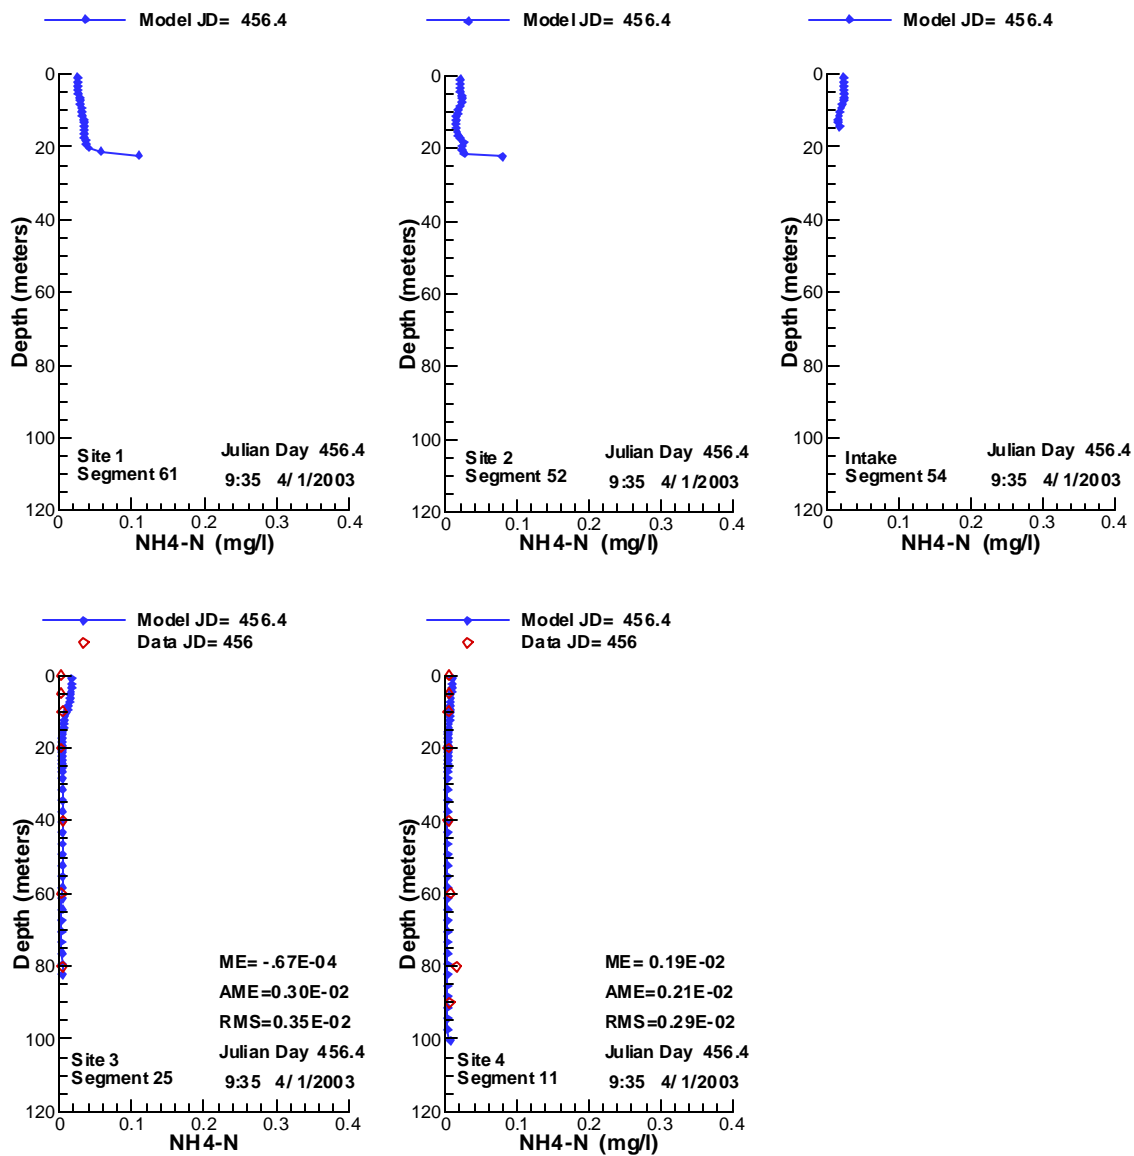 Model JD= 456.4
0
20
40
60
80
100
120
Depth (meters)
Site 1
Segment 61
Julian Day 456.4
9:35 4/ 1/2003
0 0.1 0.2 0.3 0.4
NH4-N (mg/l)
Model JD= 456.4
0
20
40
60
80
100
120
Depth (meters)
Site 2
Segment 52
Julian Day 456.4
9:35 4/ 1/2003
0 0.1 0.2 0.3 0.4
NH4-N (mg/l)
Model JD= 456.4
0
20
40
60
80
100
120
Depth (meters)
Intake
Segment 54
Julian Day 456.4
9:35 4/ 1/2003
0 0.1 0.2 0.3 0.4
NH4-N (mg/l)
Model JD= 456.4
Data JD= 456
0
20
40
60
80
100
120
Depth (meters)
ME= -.67E-04
AME=0.30E-02
RMS=0.35E-02
Site 3
Segment 25
Julian Day 456.4
9:35 4/ 1/2003
0 0.1 0.2 0.3 0.4
NH4-N
Model JD= 456.4
Data JD= 456
0
20
40
60
80
100
120
Depth (meters)
ME= 0.19E-02
AME=0.21E-02
RMS=0.29E-02
Site 4
Segment 11
Julian Day 456.4
9:35 4/ 1/2003
0 0.1 0.2 0.3 0.4
NH4-N (mg/l)